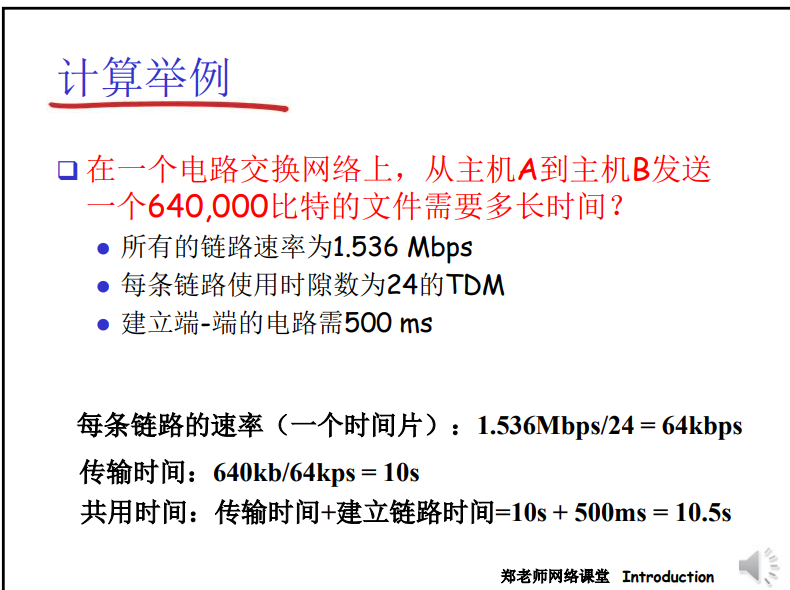 计算举例
在一个电路交换网络上，从主机A到主机B发送
一个640,000比特的文件需要多长时间？
所有的链路速率为1.536 Mbps
每条链路使用时隙数为24的TDM
建立端-端的电路需500 ms
每条链路的速率（一个时间片）：1.536Mbps/24 = 64kbps
传输时间：640kb/64kps = 10s
共用时间：传输时间+建立链路时间=10s + 500ms = 10.5s
郑老师网络课堂 Introduction